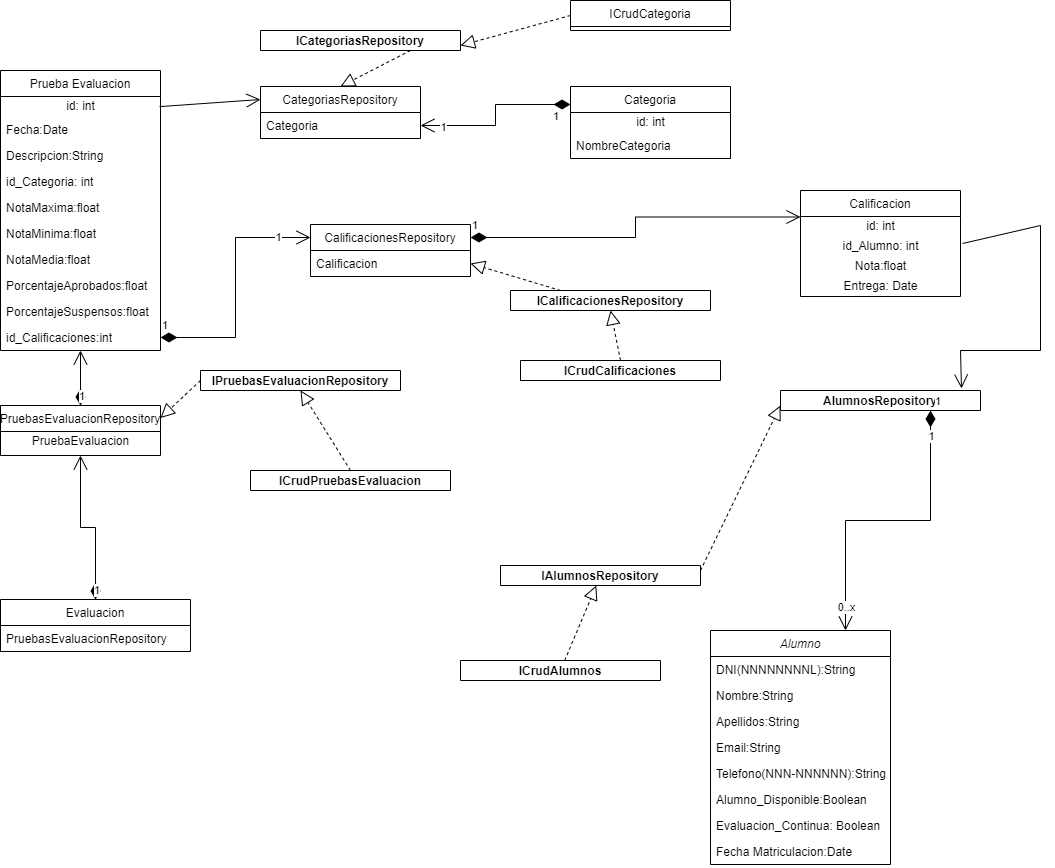 ICrudCategoria
ICategoriasRepository
Prueba Evaluacion
id: int
Fecha:Date
Descripcion:String
id_Categoria: int
NotaMaxima:float
NotaMinima:float
NotaMedia:float
PorcentajeAprobados:float
PorcentajeSuspensos:float
id_Calificaciones:int
CategoriasRepository
Categoria
1
1
Categoria
id: int
NombreCategoria
1
1
CalificacionesRepository
Calificacion
1
Calificacion
id: int
id_Alumno: int
Nota:float
Entrega: Date
ICalificacionesRepository
ICrudCalificaciones
1
PruebasEvaluacionRepository
PruebaEvaluacion
IPruebasEvaluacionRepository
ICrudPruebasEvaluacion
AlumnosRepository
1
1
1
Evaluacion
PruebasEvaluacionRepository
IAlumnosRepository
ICrudAlumnos
0..x
Alumno
DNI(NNNNNNNNL):String
Nombre:String
Apellidos:String
Email:String
Telefono(NNN-NNNNNN):String
Alumno_Disponible:Boolean
Evaluacion_Continua: Boolean
Fecha Matriculacion:Date